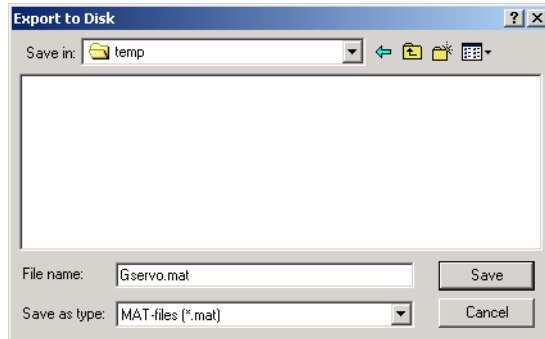 Export to Disk
Save in: temp
File name: Gservo.mat Save
Save as type: MAT-files (*.mat) Cancel